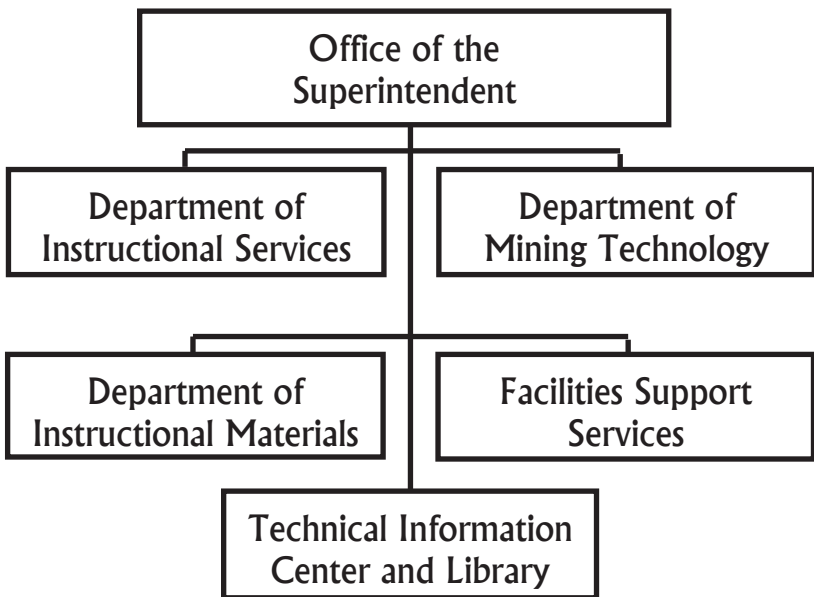 Office of the
Superintendent
Department of
Instructional Services
Department of
Mining Technology
Department of
Instructional Materials
Facilities Support
Services
Technical Information
Center and Library